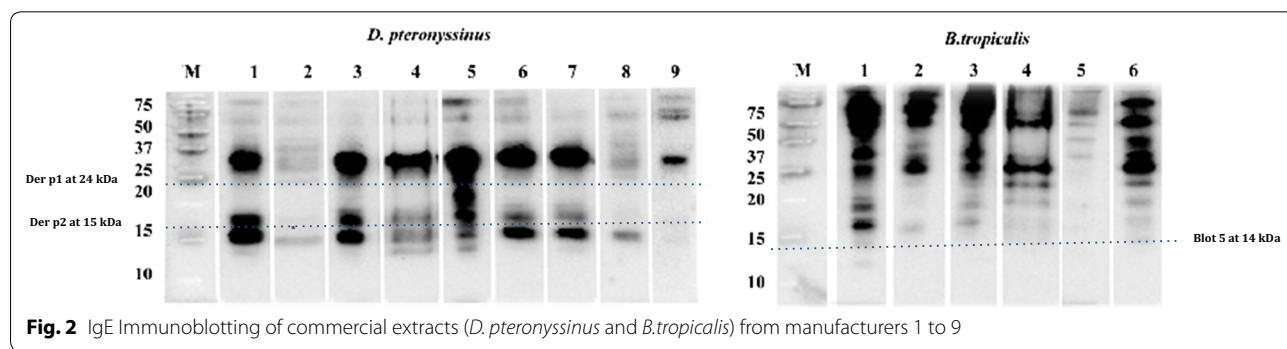 D. pteronyssinus
M 1 2 3 4 5 6 7 8 9
75
50
37
25
Der p1 at 24 kDa
20
Der p2 at 15 kDa
15
10
B.tropicalis
M 1 2 3 4 5 6
75
50
37
25
20
15
Blot 5 at 14 kDa
10
Fig. 2 IgE Immunoblotting of commercial extracts (D. pteronyssinus and B.tropicalis) from manufacturers 1 to 9